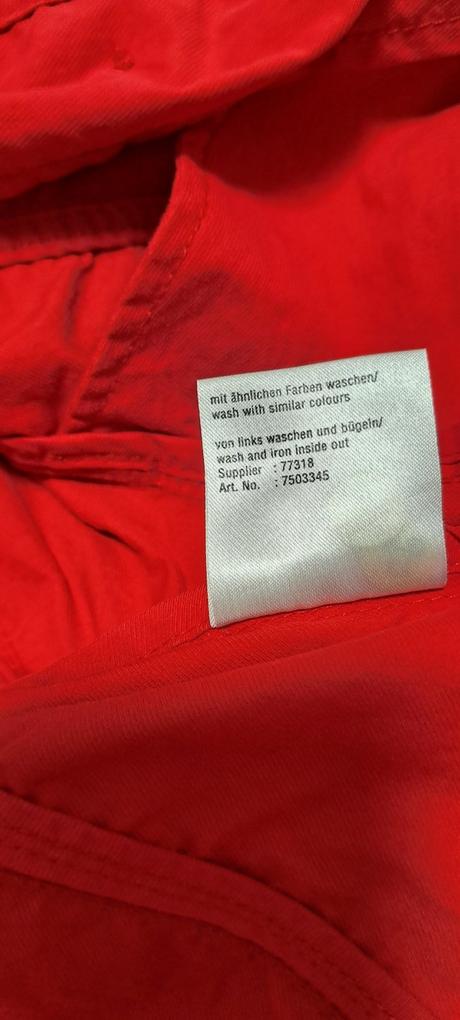 mit ähnlichen Farben waschen/
wash with similar colours
von links waschen und bügeln/
wash and iron inside out
Supplier : 77318
Art. No. : 7503345